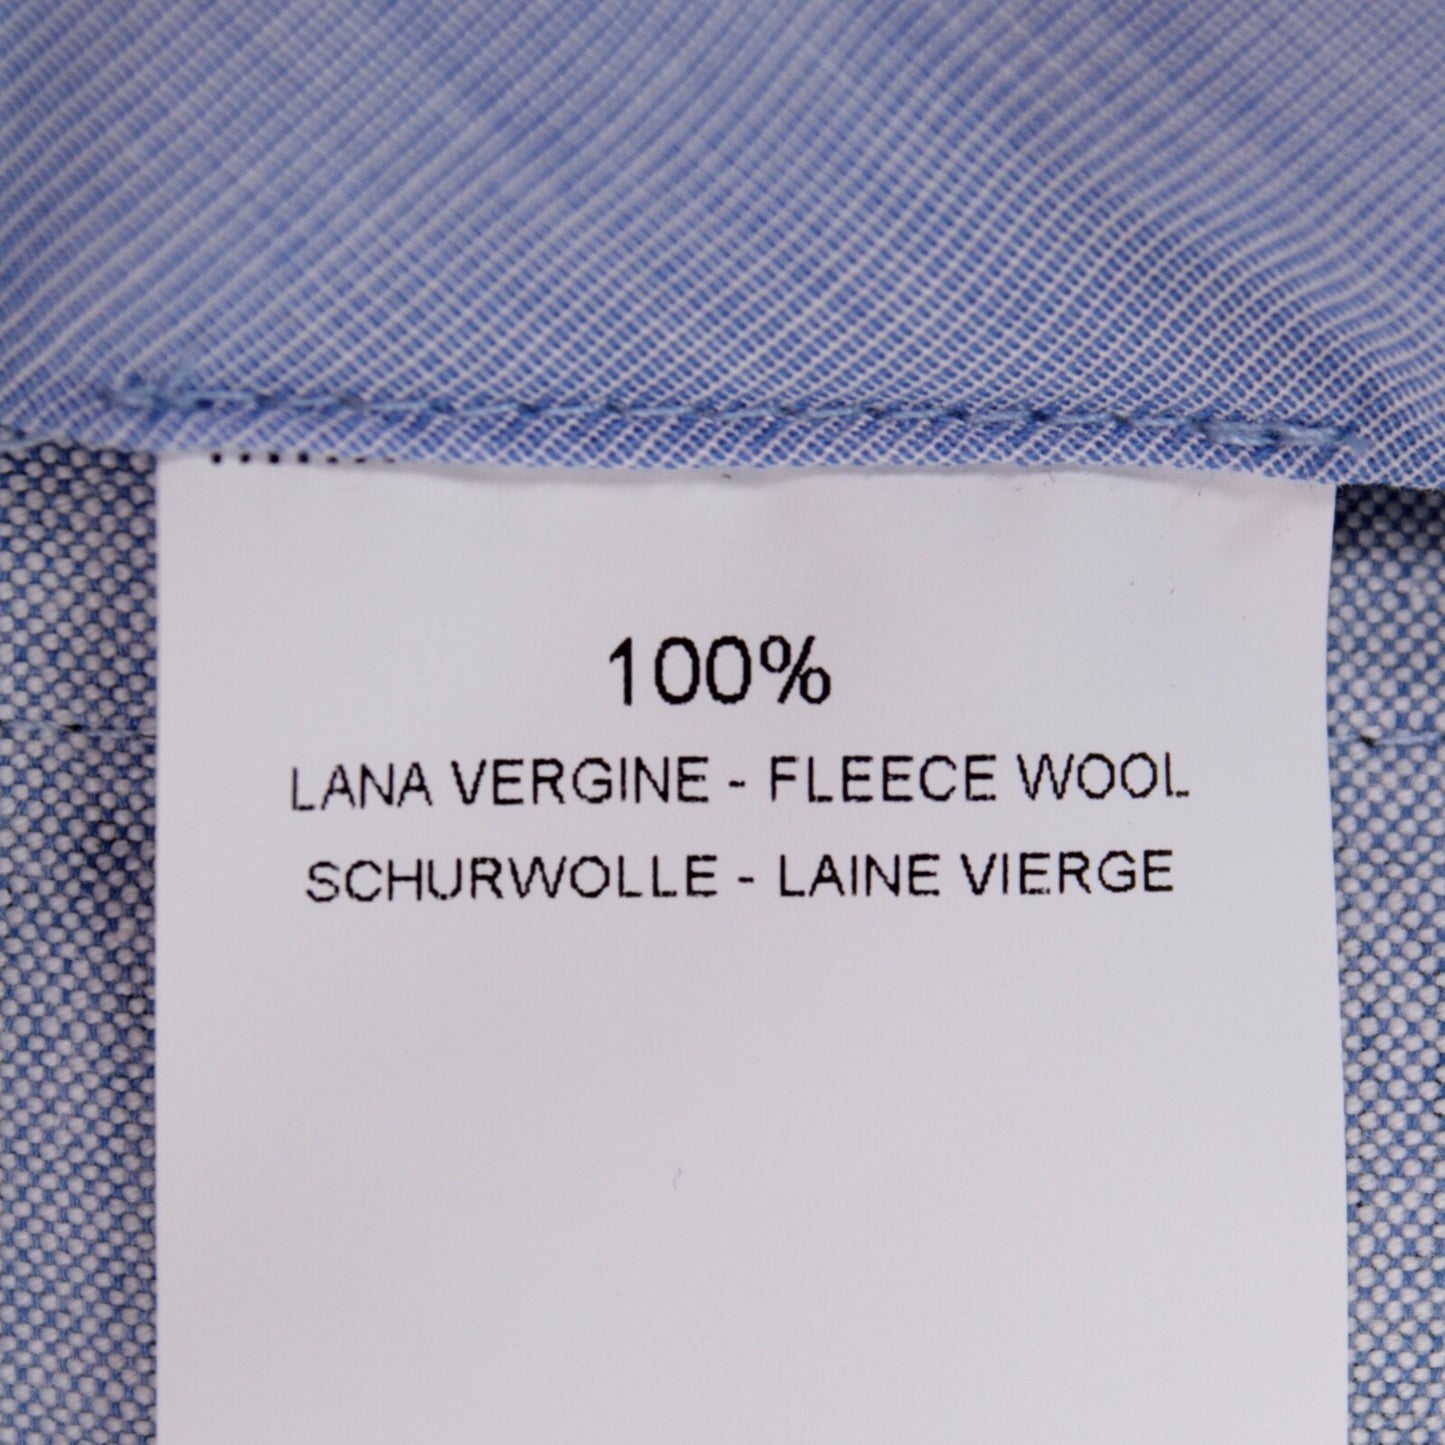 100%
LANA VERGINE - FLEECE WOOL
SCHURWOLLE - LAINE VIERGE